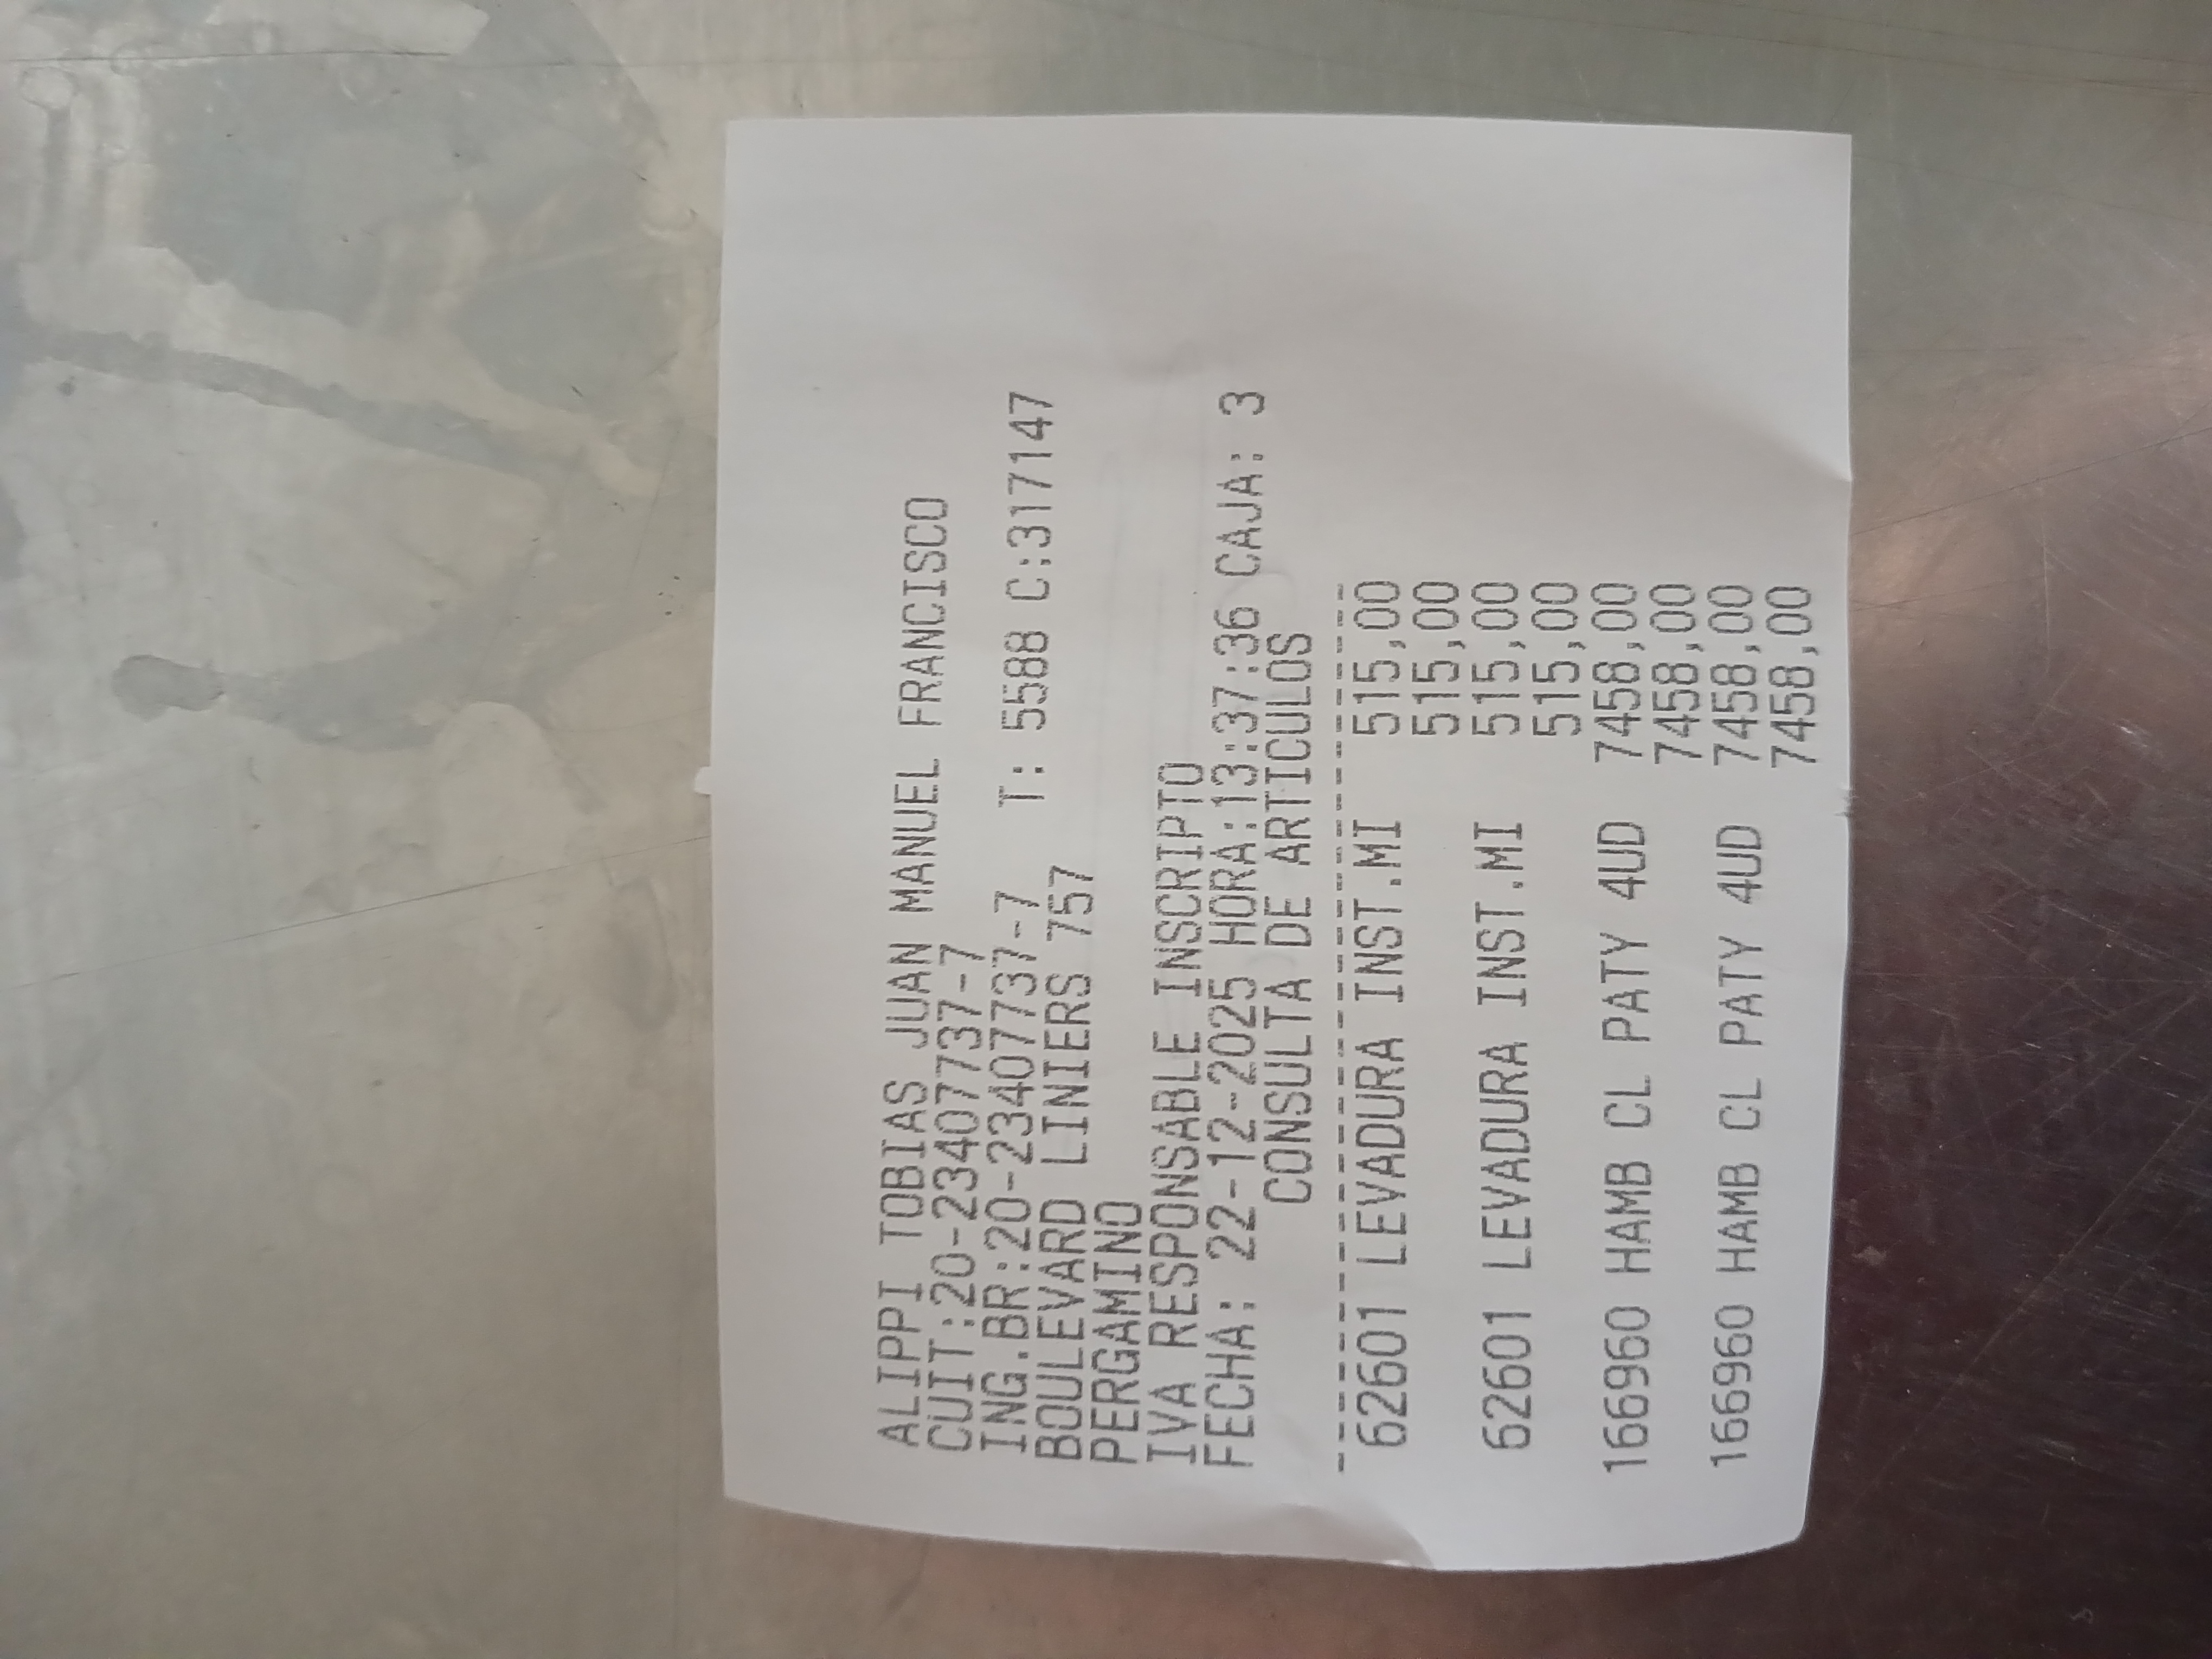 ALIPPI TOBIAS JUAN MANUEL FRANCISCO
CUIT:20-23407737-7
ING.BR:20-23407737-7 T: 5588 C:317147
BOULEVARD LINIERS 757
PERGAMINO
IVA RESPONSABLE INSCRIPTO
FECHA: 22-12-2025 HORA:13:37:36 CAJA: 3
CONSULTA DE ARTICULOS
62601 LEVADURA INST.MI 515,00
515,00
62601 LEVADURA INST.MI 515,00
515,00
166960 HAMB CL PATY 4UD 7458,00
7458,00
166960 HAMB CL PATY 4UD 7458,00
7458,00